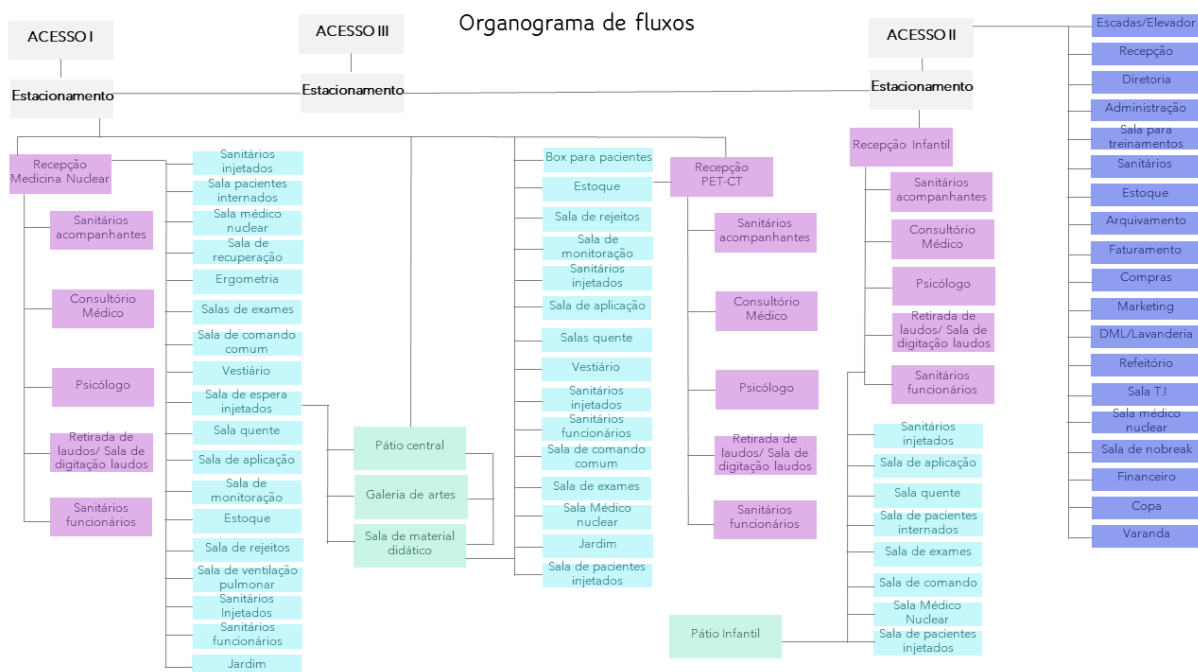 Organograma de fluxos
ACESSO I
Estacionamento
ACESSO III
Estacionamento
ACESSO II
Estacionamento
Recepção
Medicina Nuclear
Sanitários
acompanhantes
Consultório
Médico
Psicólogo
Retirada de
laudos/ Sala de
digitação laudos
Sanitários
funcionários
Sanitários
injetados
Sala pacientes
internados
Sala médico
nuclear
Sala de
recuperação
Ergometria
Salas de exames
Sala de comando
comum
Vestiário
Sala de espera
injetados
Sala quente
Sala de aplicação
Sala de
monitoração
Estoque
Sala de rejeitos
Sala de ventilação
pulmonar
Sanitários
Injetados
Sanitários
funcionários
Jardim
Pátio central
Galeria de artes
Sala de material
didático
Box para pacientes
Estoque
Sala de rejeitos
Sala de
monitoração
Sanitários
injetados
Sala de aplicação
Salas quente
Vestiário
Sanitários
injetados
Sanitários
funcionários
Sala de comando
comum
Sala de exames
Sala Médico
nuclear
Jardim
Sala de pacientes
injetados
Recepção
PET-CT
Sanitários
acompanhantes
Consultório
Médico
Psicólogo
Retirada de
laudos/ Sala de
digitação laudos
Sanitários
funcionários
Recepção Infantil
Sanitários
acompanhantes
Consultório
Médico
Psicólogo
Retirada de
laudos/ Sala de
digitação laudos
Sanitários
funcionários
Sanitários
injetados
Sala de aplicação
Sala quente
Sala de pacientes
internados
Sala de exames
Sala de comando
Sala Médico
Nuclear
Sala de pacientes
injetados
Pátio Infantil
Escadas/Elevador
Recepção
Diretoria
Administração
Sala para
treinamentos
Sanitários
Estoque
Arquivamento
Faturamento
Compras
Marketing
DML/Lavanderia
Refeitório
Sala T.I
Sala médico
nuclear
Sala de nobreak
Financeiro
Copa
Varanda